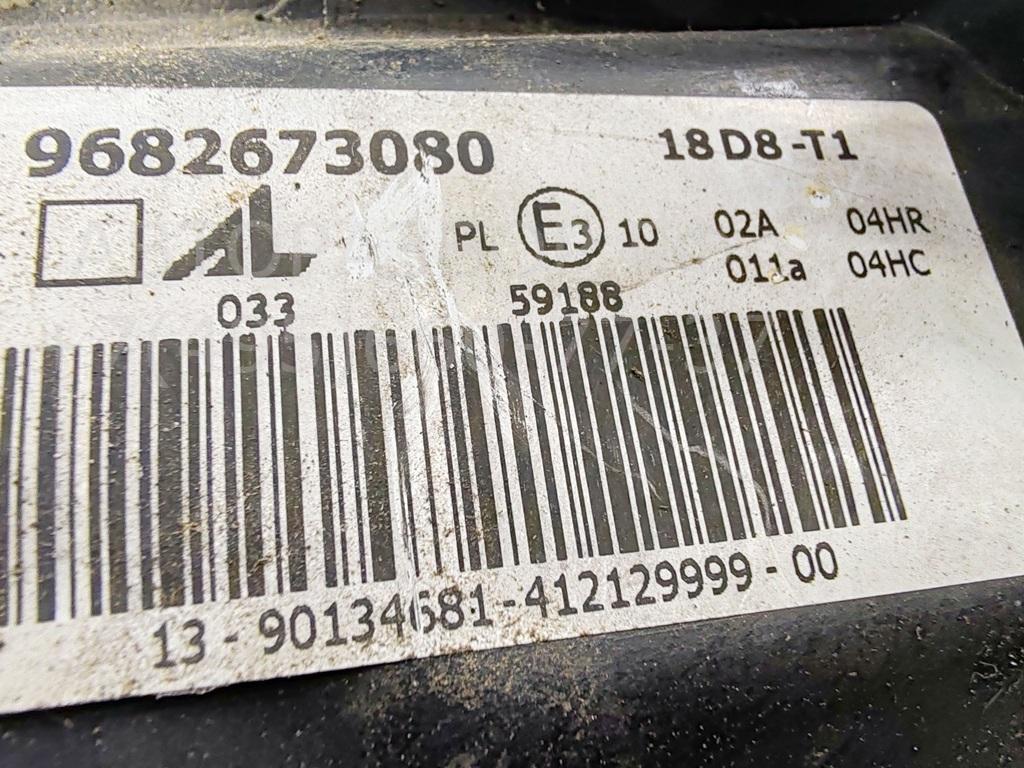 9682673080 18D8-T1
AL PL E3 10 02A 04HR
011a 04HC
033 59188
13-90134681-412129999-00